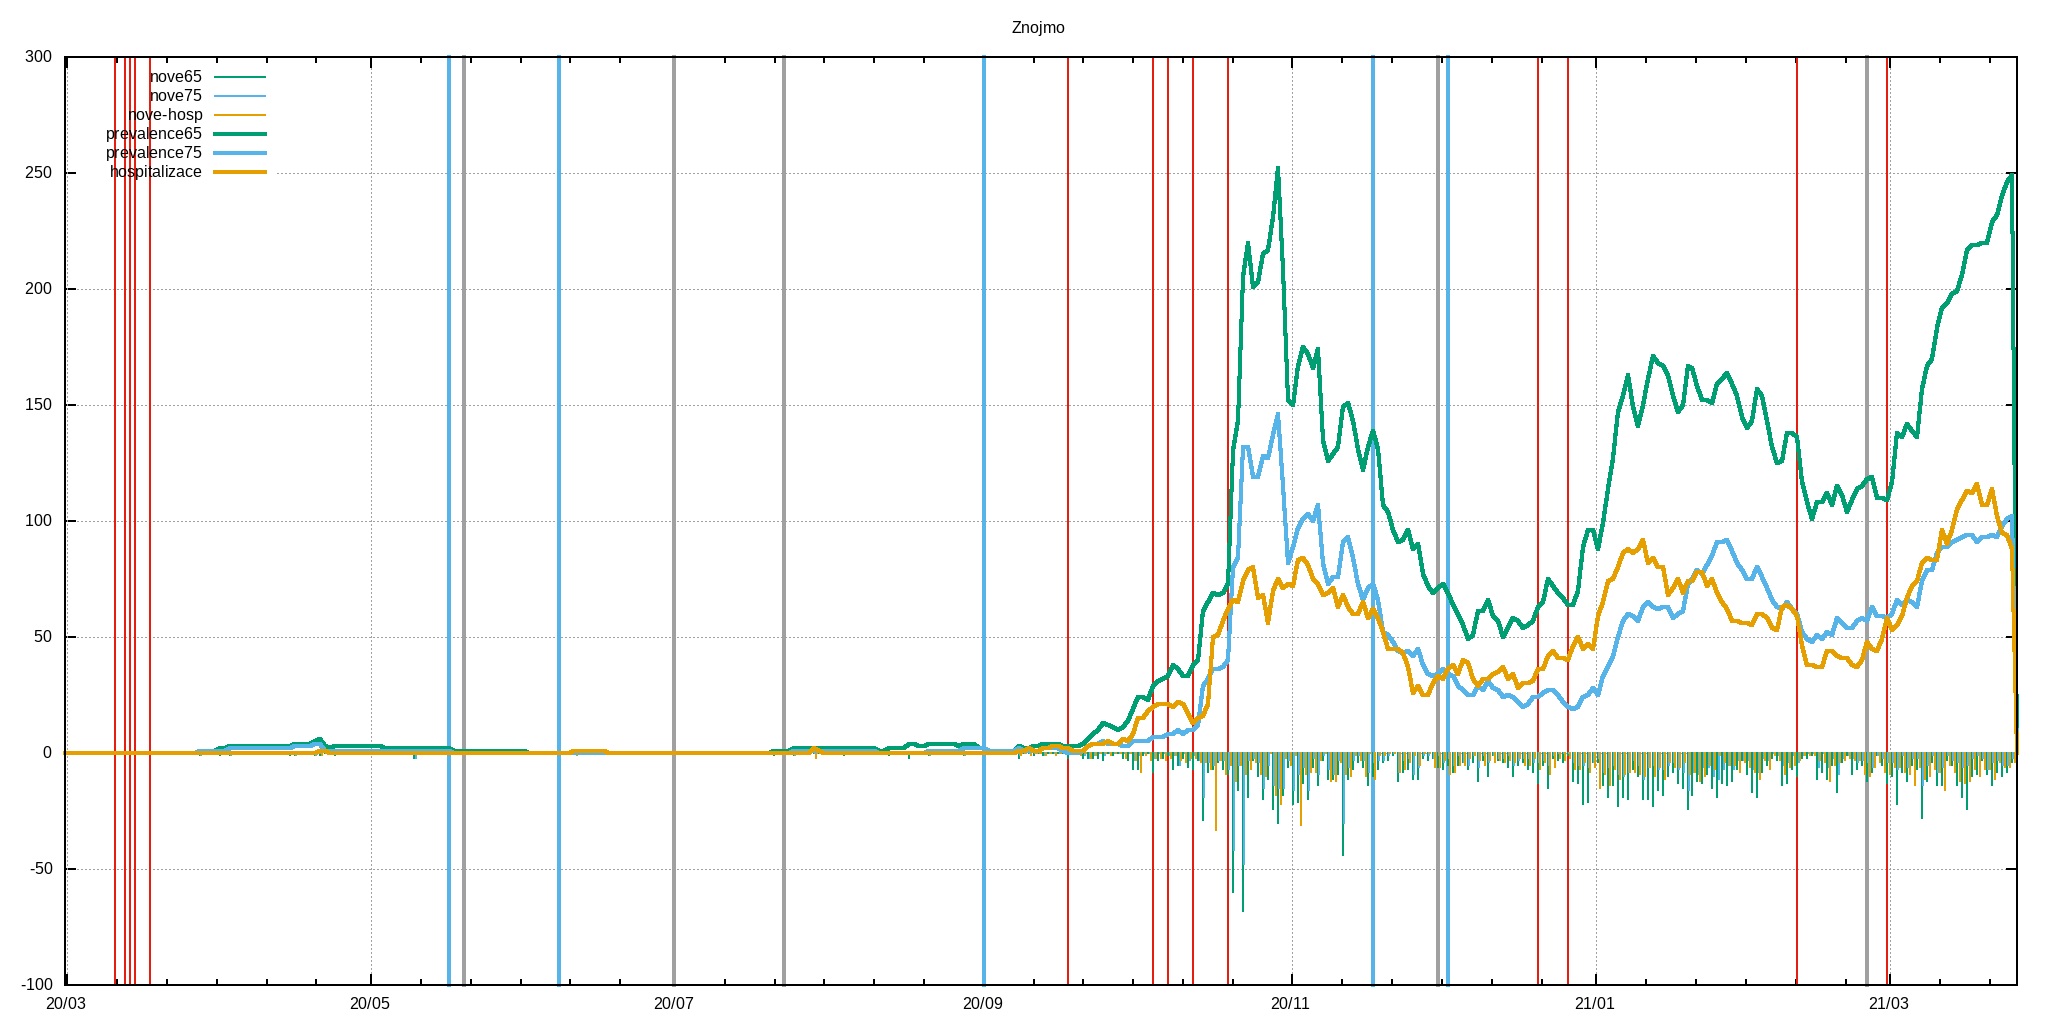 Znojmo
300
250
200
150
100
50
0
-50
-100
nove65
nove75
nove-hosp
prevalence65
prevalence75
hospitalizace
20/03 20/05 20/07 20/09 20/11 21/01 21/03